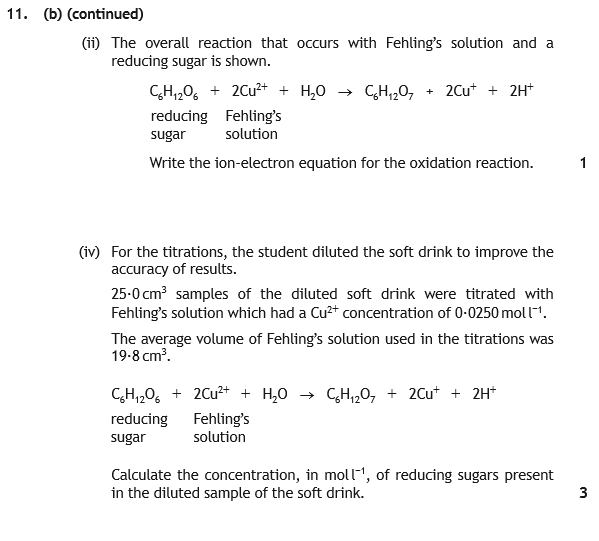 11. (b) (continued)
(ii) The overall reaction that occurs with Fehling's solution and a
reducing sugar is shown.
C₆H₁₂O₆ + 2Cu²⁺ + H₂O → C₆H₁₂O₇ + 2Cu⁺ + 2H⁺
reducing Fehling's
sugar solution
Write the ion-electron equation for the oxidation reaction. 1
(iv) For the titrations, the student diluted the soft drink to improve the
accuracy of results.
25·0 cm³ samples of the diluted soft drink were titrated with
Fehling's solution which had a Cu²⁺ concentration of 0·0250 mol l⁻¹.
The average volume of Fehling's solution used in the titrations was
19·8 cm³.
C₆H₁₂O₆ + 2Cu²⁺ + H₂O → C₆H₁₂O₇ + 2Cu⁺ + 2H⁺
reducing Fehling's
sugar solution
Calculate the concentration, in mol l⁻¹, of reducing sugars present
in the diluted sample of the soft drink. 3